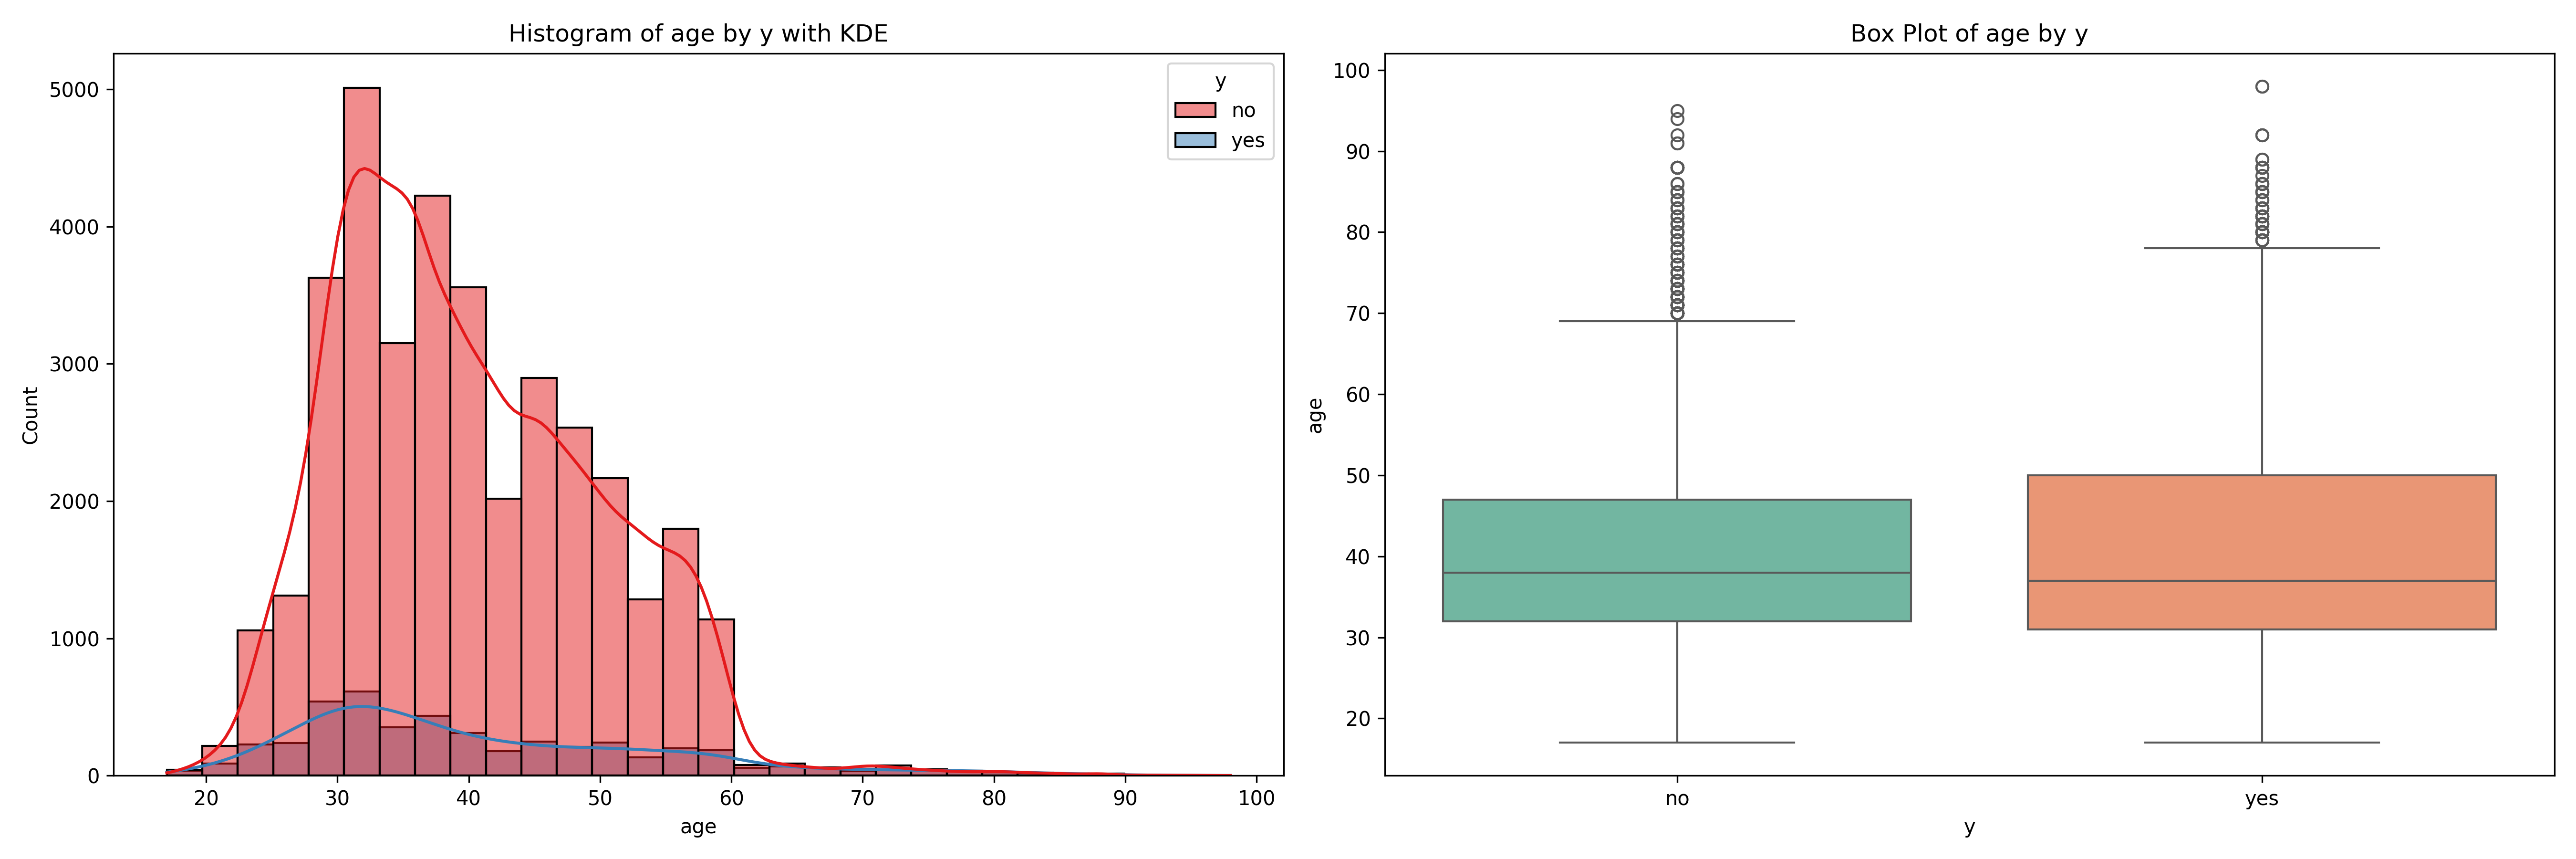 Histogram of age by y with KDE
5000
4000
3000
2000
1000
0
Count
20 30 40 50 60 70 80 90 100
age
y
no
yes
Box Plot of age by y
100
90
80
70
60
50
40
30
20
age
no yes
y